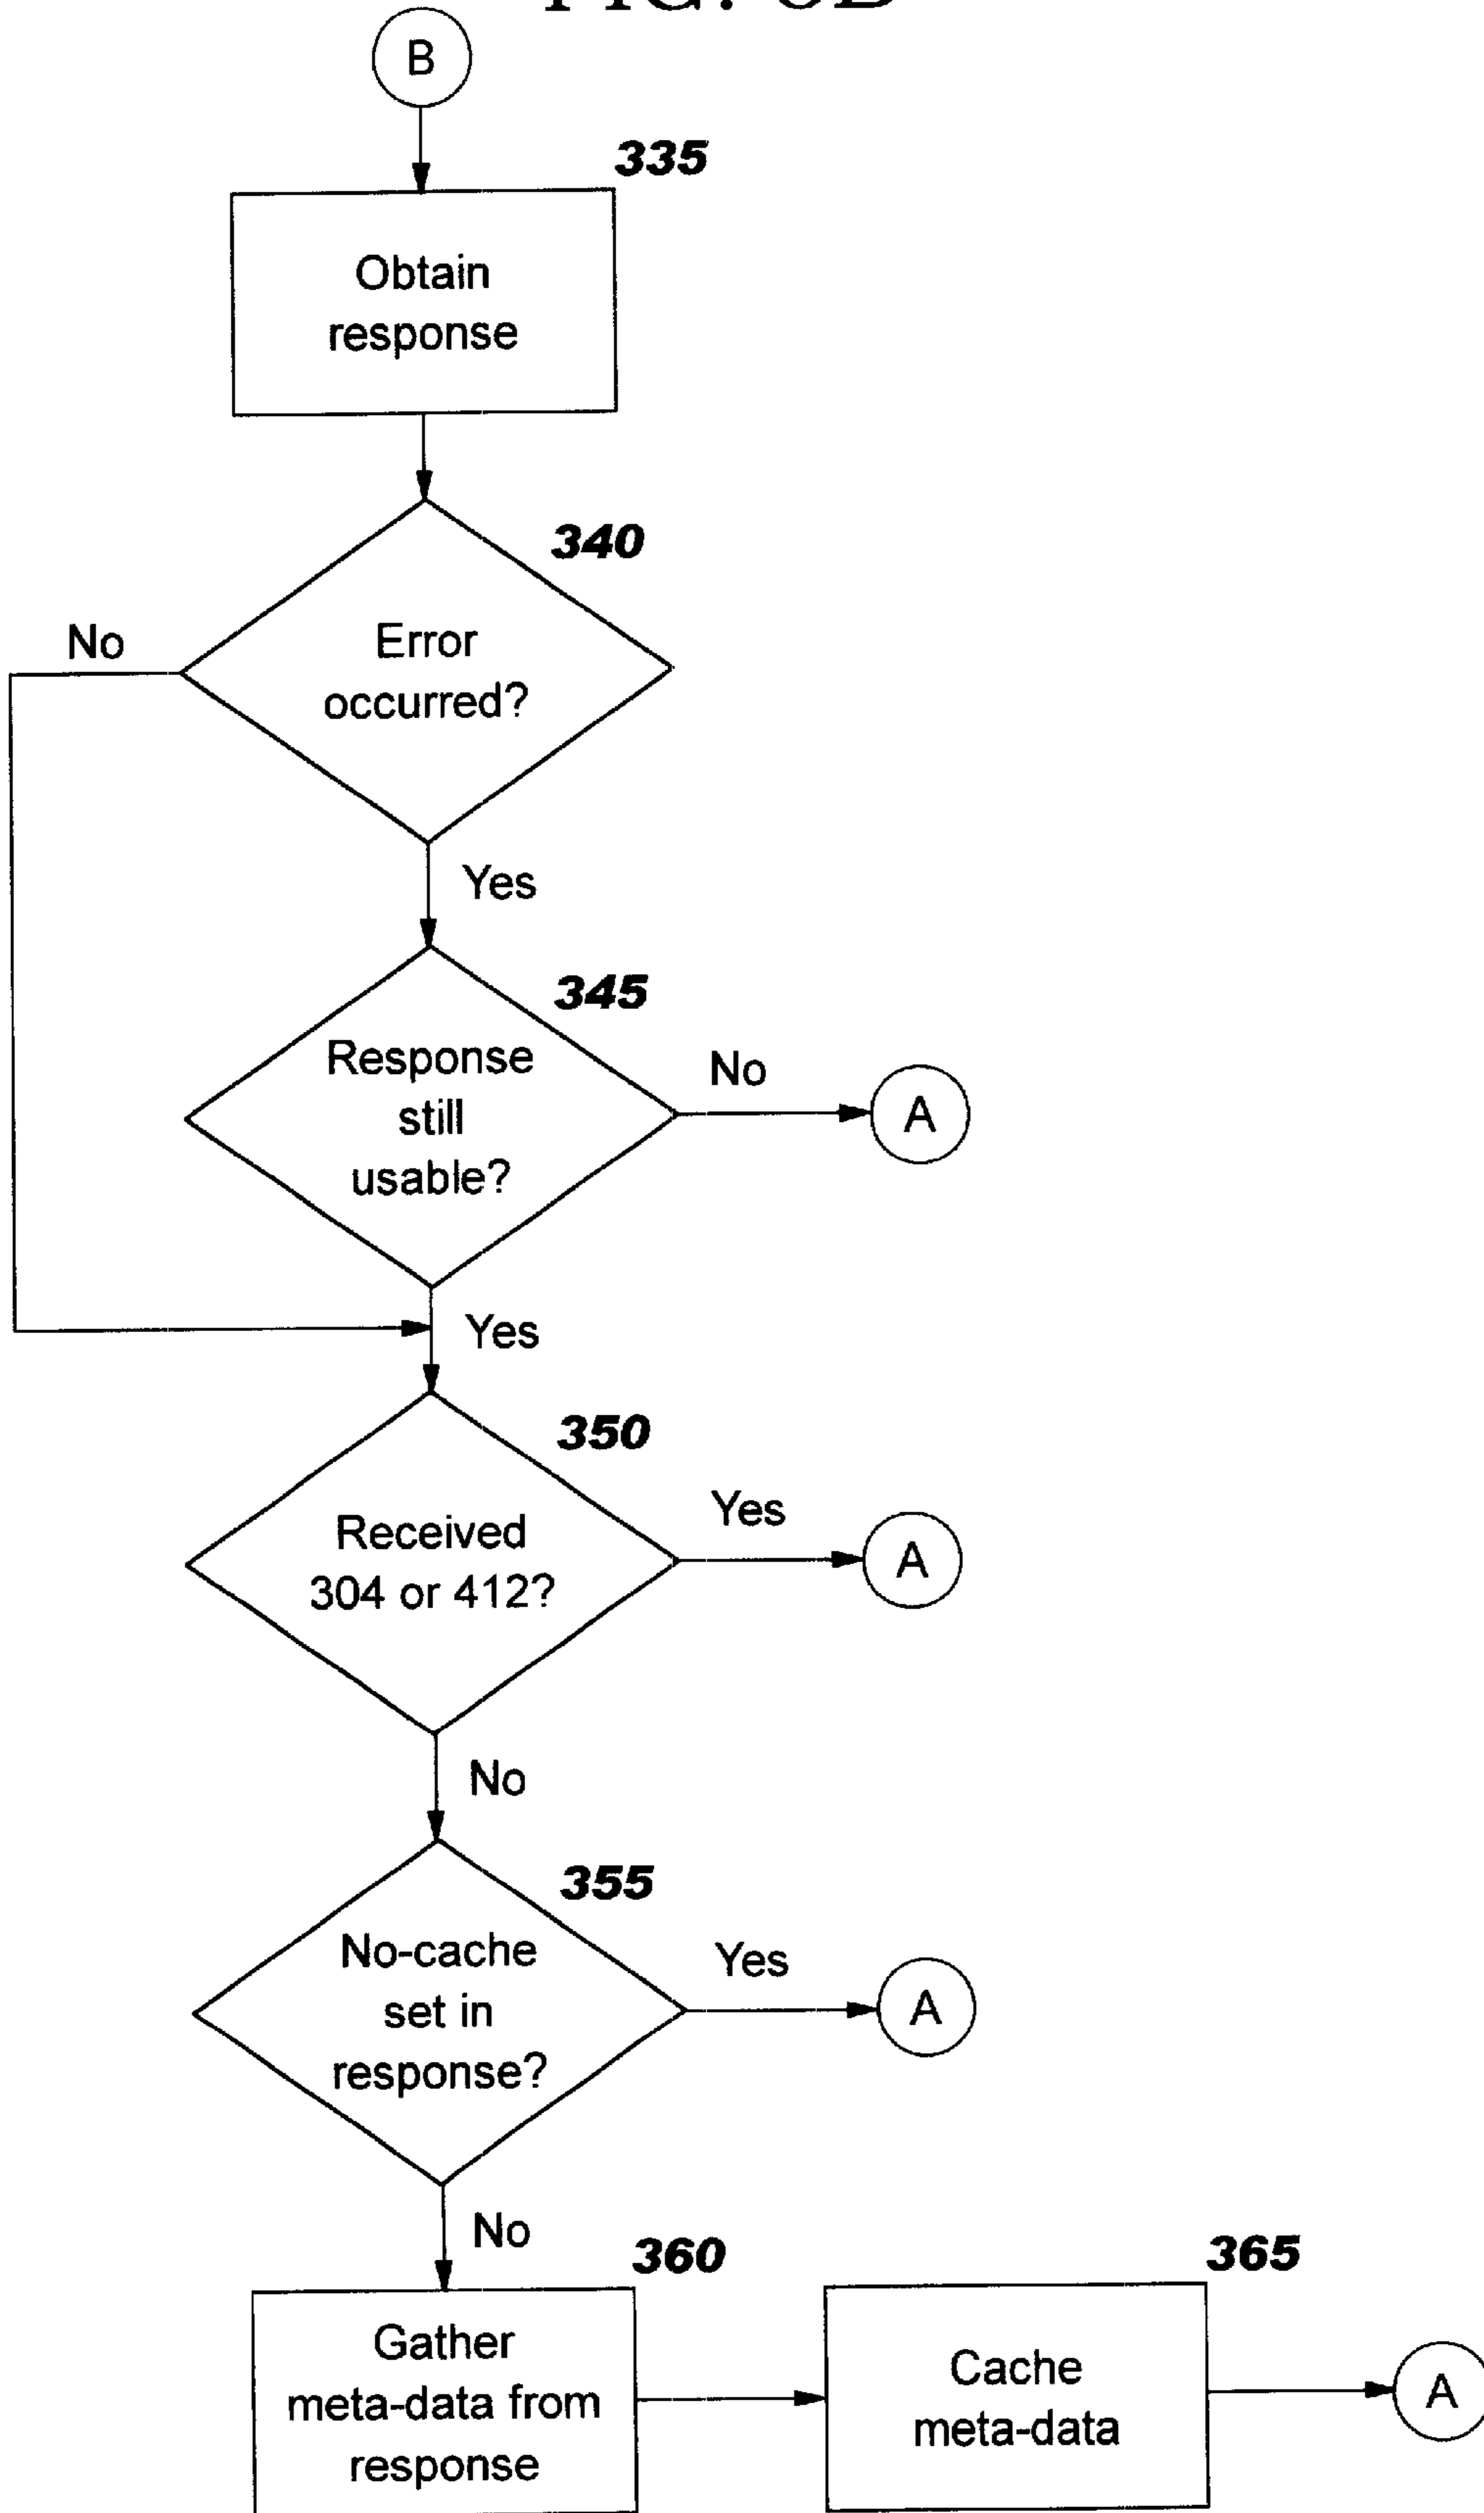 B
335
Obtain
response
340
No
Error
occurred?
Yes
345
Response
still
usable?
No
A
Yes
350
Received
304 or 412?
Yes
A
No
355
No-cache
set in
response?
Yes
A
No
360
365
Gather
meta-data from
response
Cache
meta-data
A